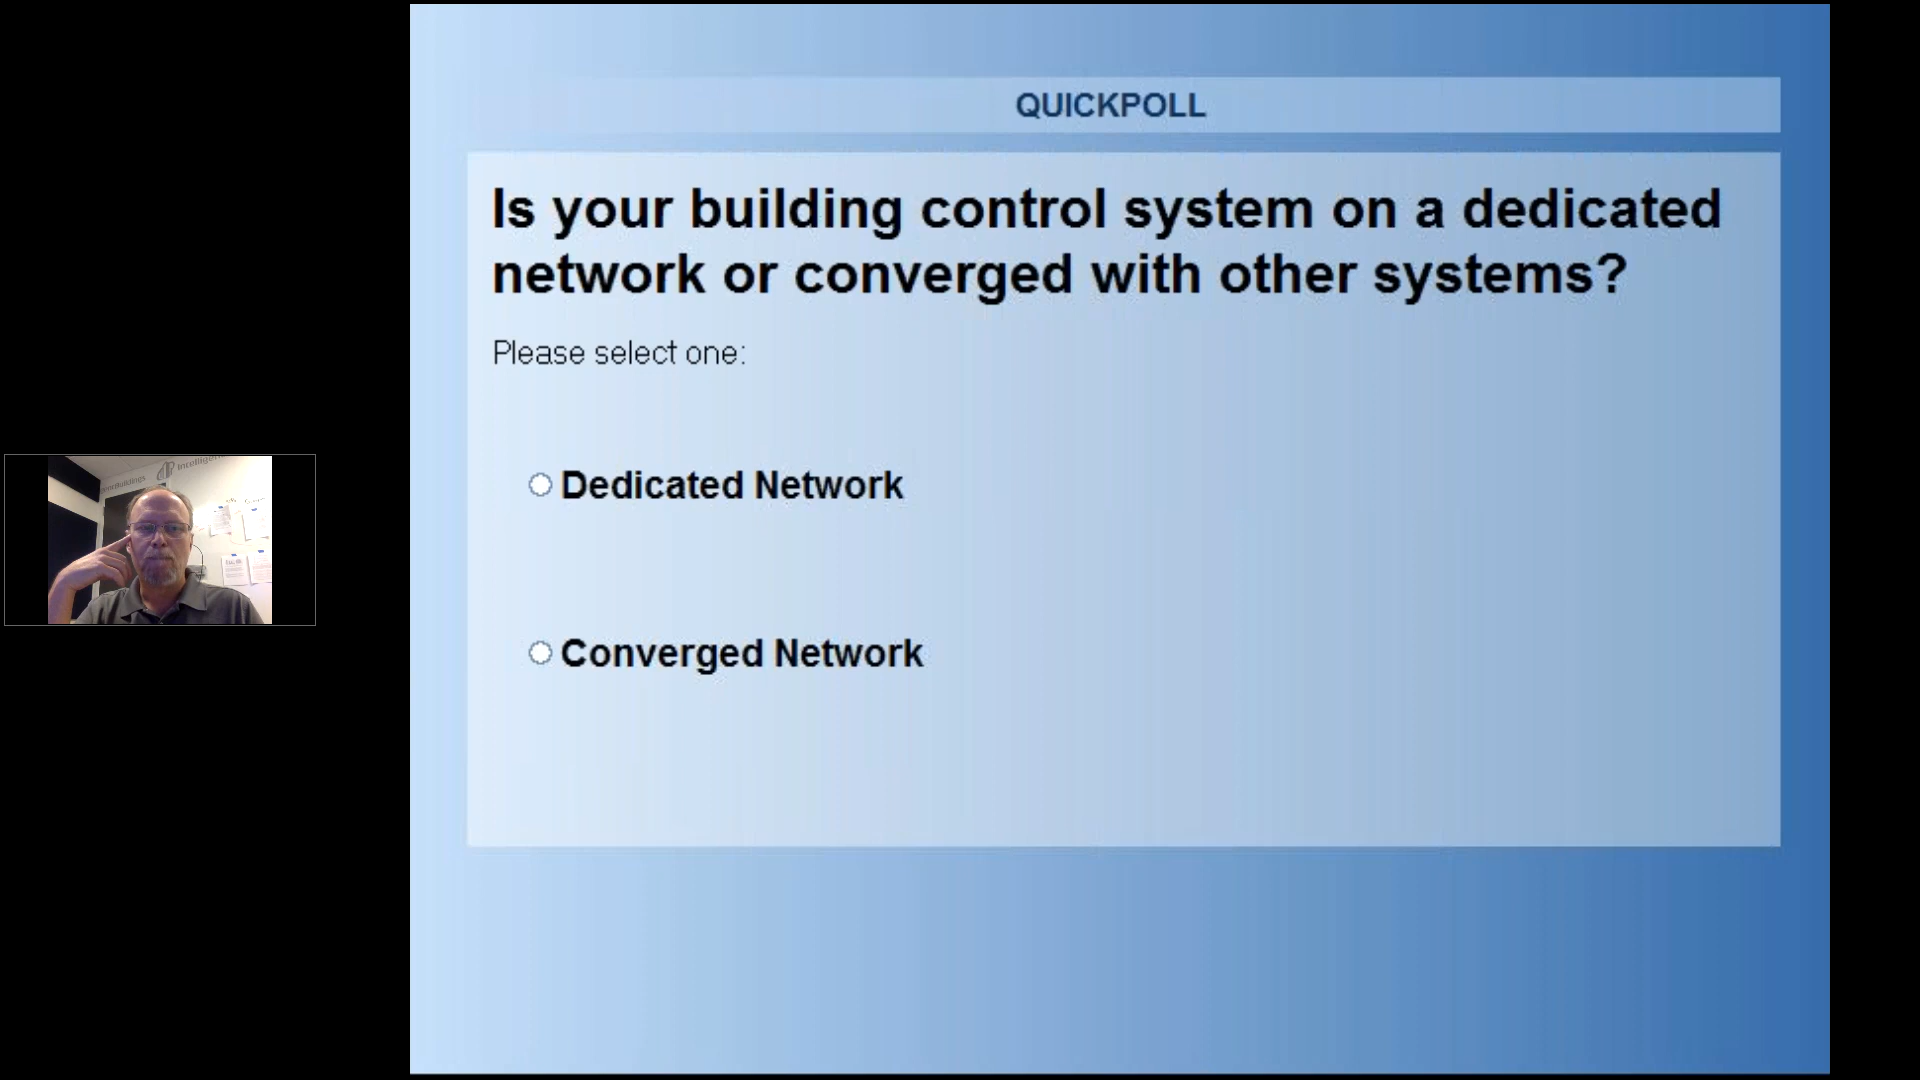 QUICKPOLL
Is your building control system on a dedicated
network or converged with other systems?
Please select one:
Dedicated Network
Converged Network